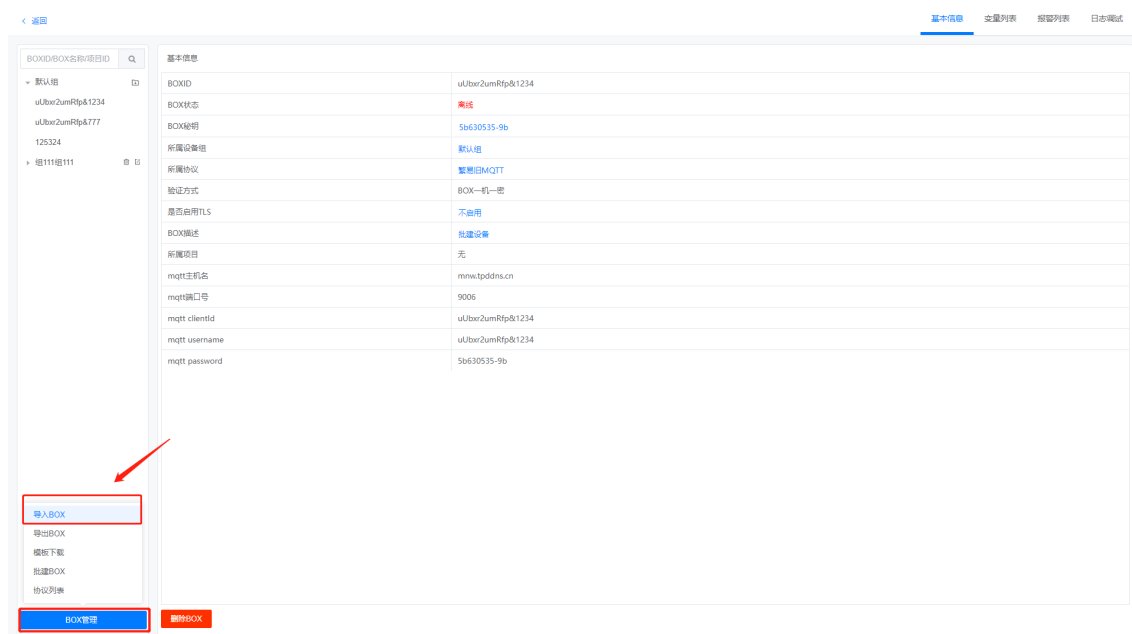 < 返回
基本信息 变量列表 报警列表 日志调试
BOXID/BOX名称/项目ID
默认组
uUbxr2umRfp&1234
uUbxr2umRfp&777
125324
组111组111
基本信息
BOXID uUbxr2umRfp&1234
BOX状态 离线
BOX秘钥 5b630535-9b
所属设备组 默认组
所属协议 繁易旧MQTT
验证方式 BOX一机一密
是否启用TLS 不启用
BOX描述 批建设备
所属项目 无
mqtt主机名 mnw.tpddns.cn
mqtt端口号 9006
mqtt clientId uUbxr2umRfp&1234
mqtt username uUbxr2umRfp&1234
mqtt password 5b630535-9b
导入BOX
导出BOX
模板下载
批建BOX
协议列表
BOX管理 删除BOX